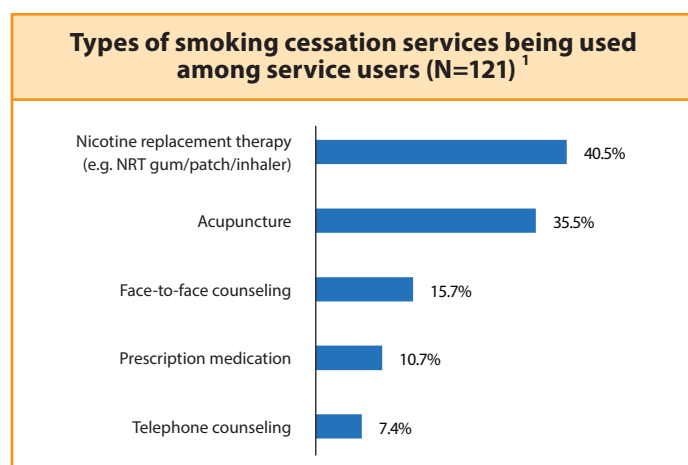 Types of smoking cessation services being used
among service users (N=121) 1
Nicotine replacement therapy
(e.g. NRT gum/patch/inhaler)
40.5%
Acupuncture
35.5%
Face-to-face counseling
15.7%
Prescription medication
10.7%
Telephone counseling
7.4%